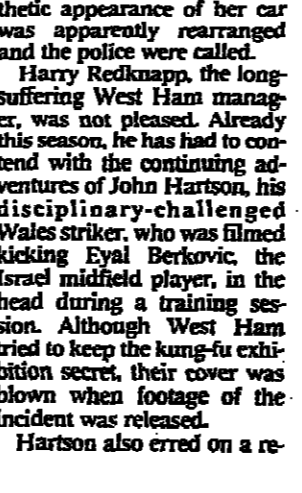 thetic appearance of her car
was apparently rearranged
and the police were called.
Harry Redknapp, the long-
suffering West Ham manag-
er, was not pleased. Already
this season, he has had to con-
tend with the continuing ad-
ventures of John Hartson, his
disciplinary-challenged
Wales striker, who was filmed
kicking Eyal Berkovic, the
Israel midfield player, in the
head during a training ses-
sion. Although West Ham
tried to keep the kung-fu exhi-
bition secret, their cover was
blown when footage of the
incident was released.
Hartson also erred on a re-